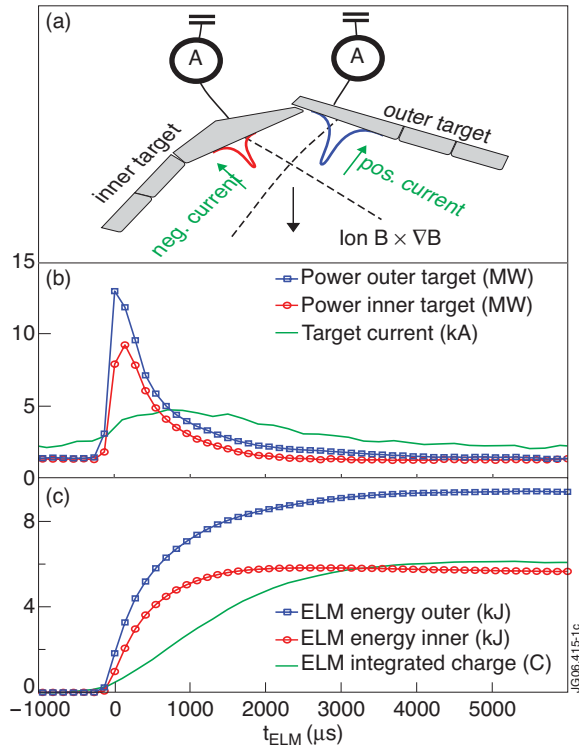 (a)
A
A
inner target
outer target
neg. current
pos. current
Ion B × ∇B
15
(b)
Power outer target (MW)
Power inner target (MW)
Target current (kA)
10
5
0
(c)
8
4
ELM energy outer (kJ)
ELM energy inner (kJ)
ELM integrated charge (C)
0
−1000 0 1000 2000 3000 4000 5000
t_ELM (μs)
JG06.415-1c